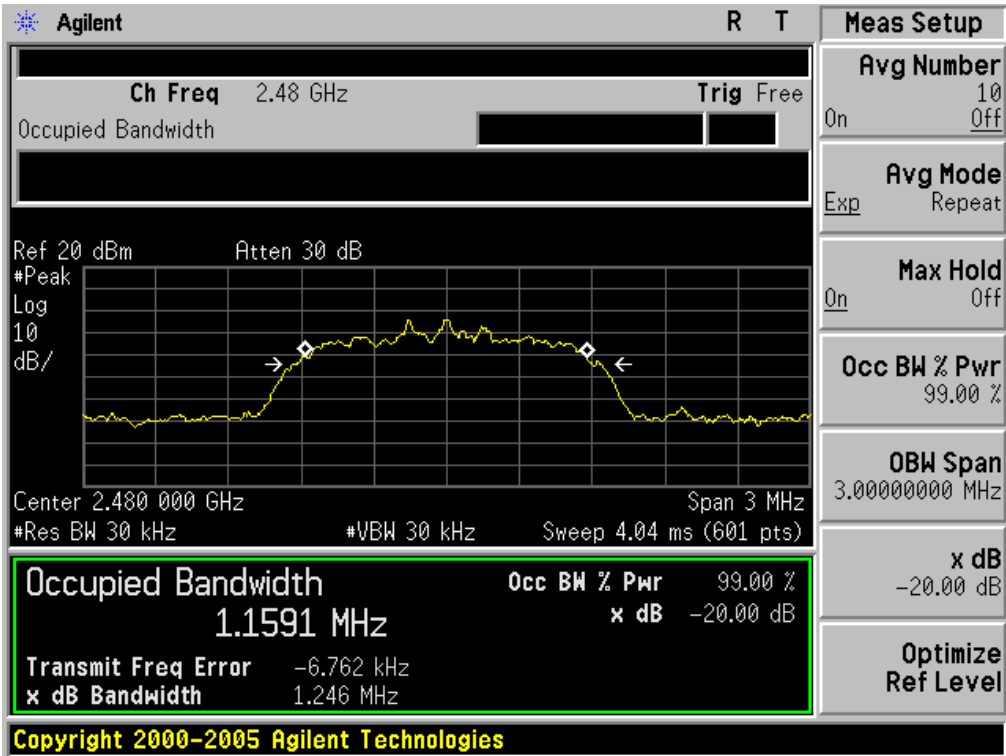 Agilent R T
Ch Freq 2.48 GHz Trig Free
Occupied Bandwidth
Ref 20 dBm Atten 30 dB
#Peak
Log
10
dB/
Center 2.480 000 GHz Span 3 MHz
#Res BW 30 kHz #VBW 30 kHz Sweep 4.04 ms (601 pts)
Occupied Bandwidth Occ BW % Pwr 99.00 %
1.1591 MHz x dB -20.00 dB
Transmit Freq Error -6.762 kHz
x dB Bandwidth 1.246 MHz
Copyright 2000-2005 Agilent Technologies
Meas Setup
Avg Number
10
On Off
Avg Mode
Exp Repeat
Max Hold
On Off
Occ BW % Pwr
99.00 %
OBW Span
3.00000000 MHz
x dB
-20.00 dB
Optimize
Ref Level